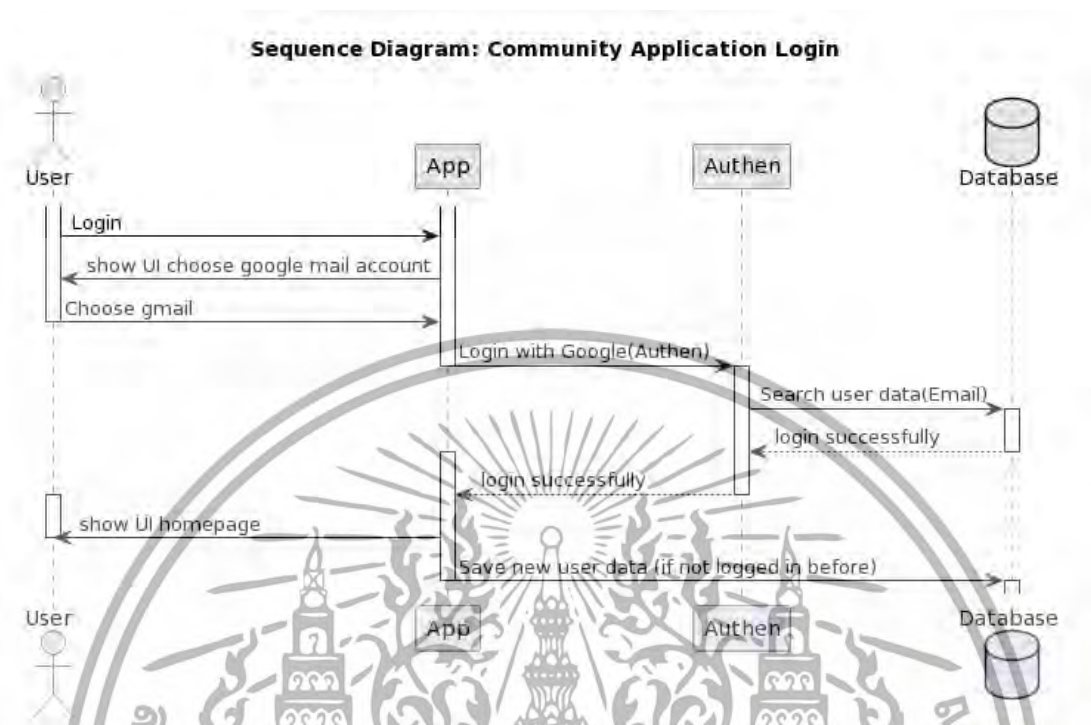 Sequence Diagram: Community Application Login
User
App
Authen
Database
Login
show UI choose google mail account
Choose gmail
Login with Google(Authen)
Search user data(Email)
login successfully
login successfully
show UI homepage
Save new user data (if not logged in before)
User
App
Authen
Database